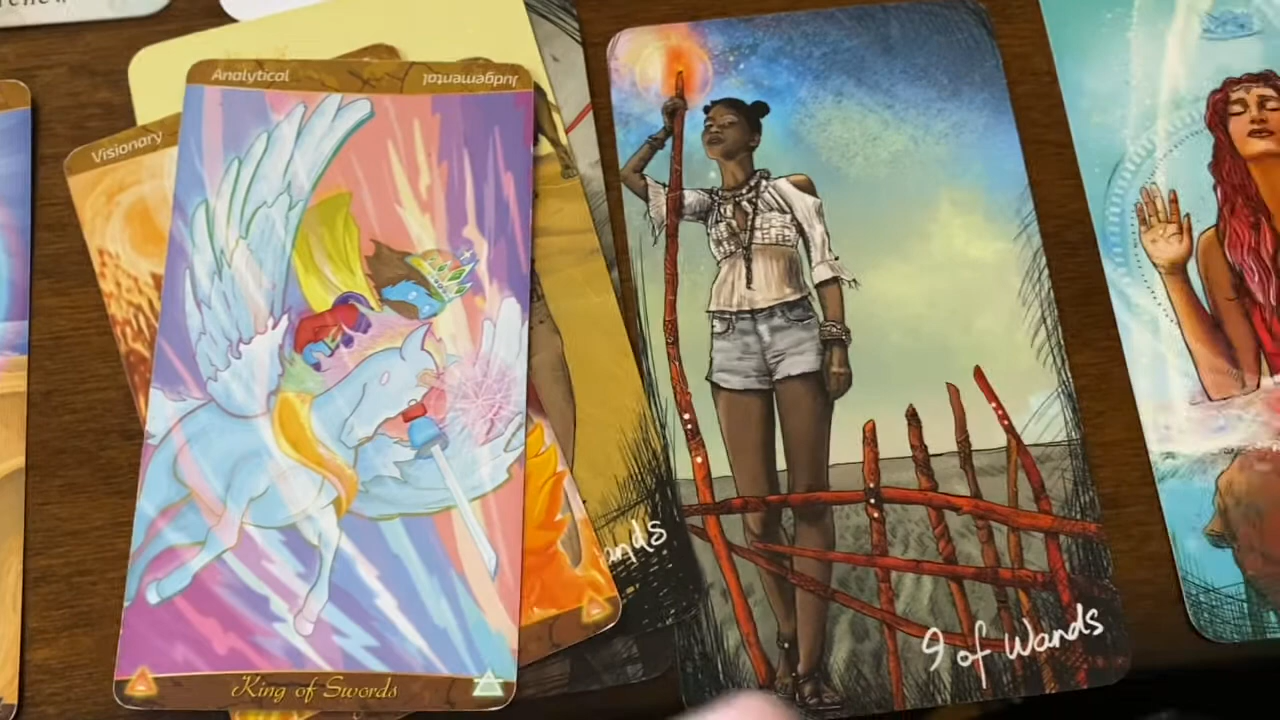 Analytical
Judgemental
Visionary
King of Swords
ands
9 of Wands